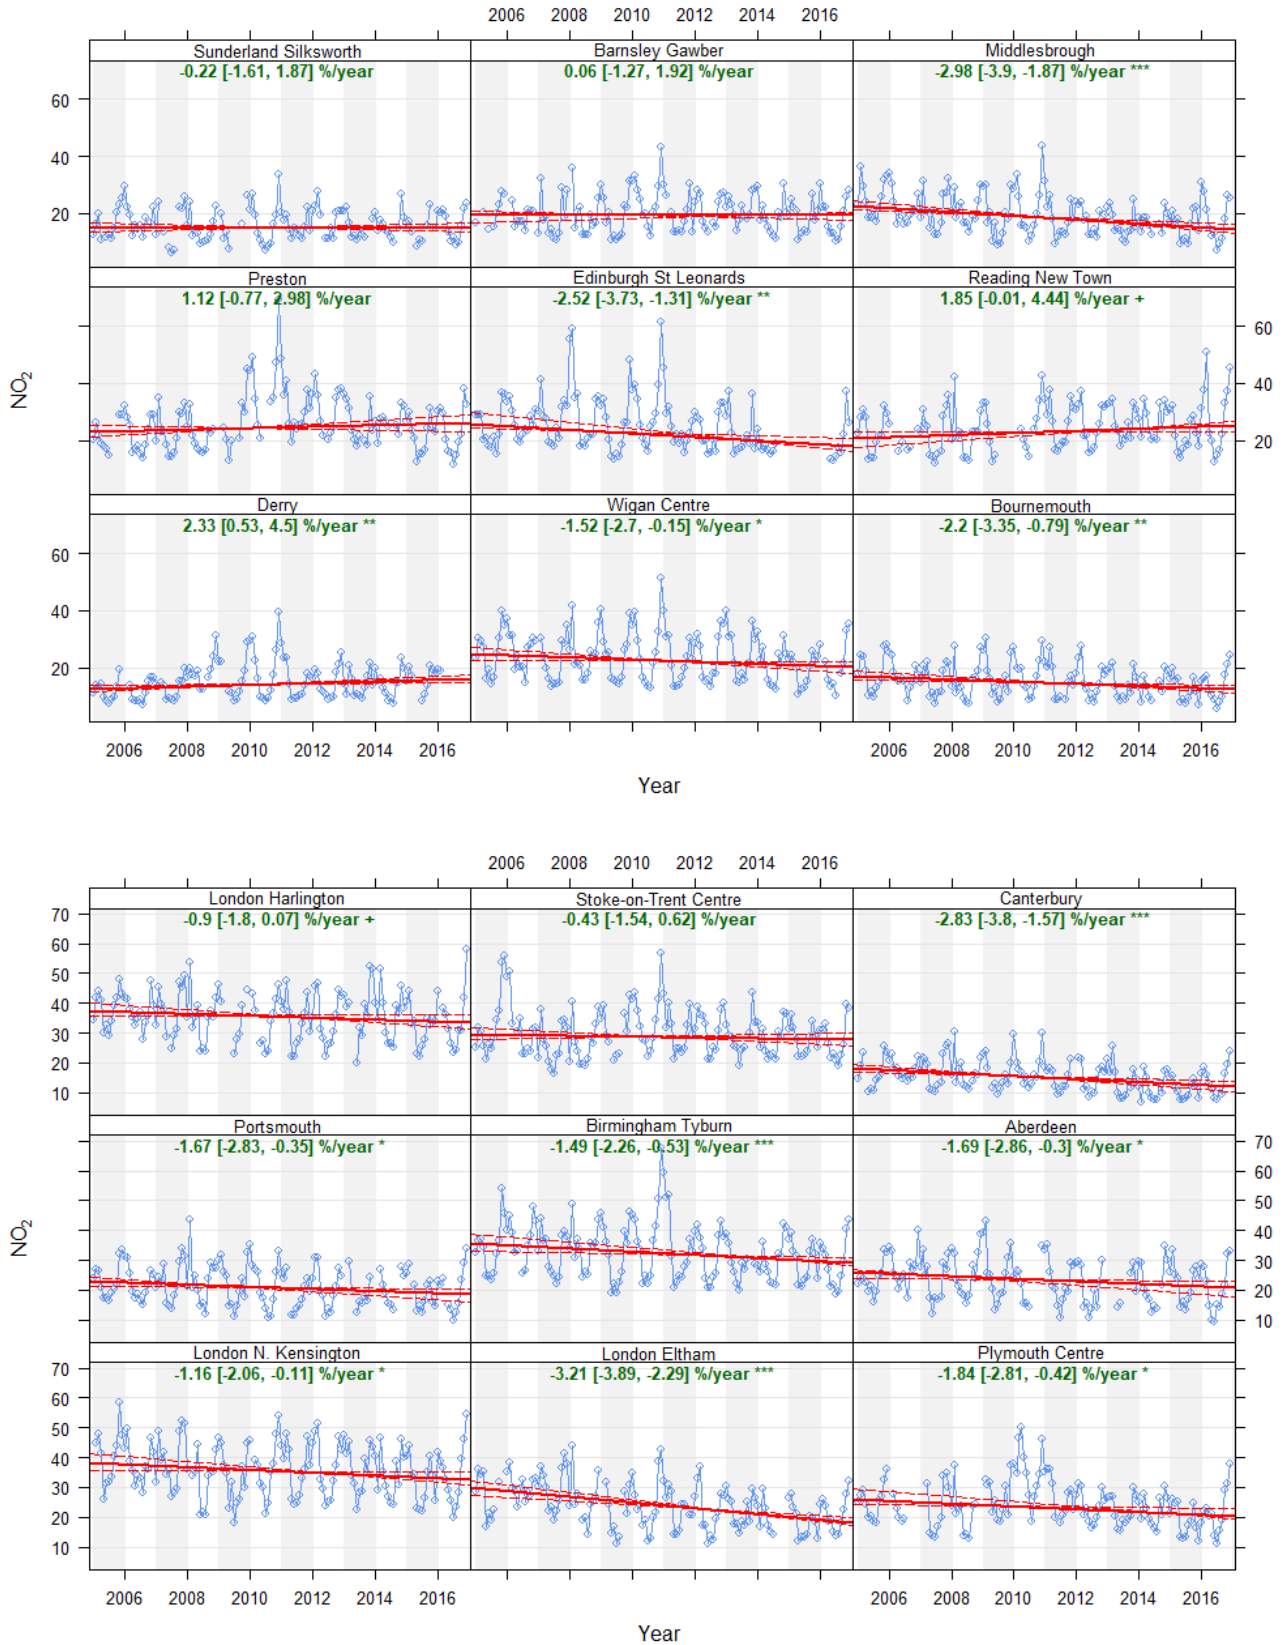 2006 2008 2010 2012 2014 2016
Sunderland Silksworth Barnsley Gawber Middlesbrough
-0.22 [-1.61, 1.87] %/year 0.06 [-1.27, 1.92] %/year -2.98 [-3.9, -1.87] %/year ***
60
40
20
Preston Edinburgh St Leonards Reading New Town
1.12 [-0.77, 2.98] %/year -2.52 [-3.73, -1.31] %/year ** 1.85 [-0.01, 4.44] %/year +
60
40
20
NO₂
Derry Wigan Centre Bournemouth
2.33 [0.53, 4.5] %/year ** -1.52 [-2.7, -0.15] %/year * -2.2 [-3.35, -0.79] %/year **
60
40
20
2006 2008 2010 2012 2014 2016 2006 2008 2010 2012 2014 2016
Year
2006 2008 2010 2012 2014 2016
London Harlington Stoke-on-Trent Centre Canterbury
-0.9 [-1.8, 0.07] %/year + -0.43 [-1.54, 0.62] %/year -2.83 [-3.8, -1.57] %/year ***
70
60
50
40
30
20
10
Portsmouth Birmingham Tyburn Aberdeen
-1.67 [-2.83, -0.35] %/year * -1.49 [-2.26, -0.53] %/year *** -1.69 [-2.86, -0.3] %/year *
70
60
50
40
30
20
10
NO₂
London N. Kensington London Eltham Plymouth Centre
-1.16 [-2.06, -0.11] %/year * -3.21 [-3.89, -2.29] %/year *** -1.84 [-2.81, -0.42] %/year *
70
60
50
40
30
20
10
2006 2008 2010 2012 2014 2016 2006 2008 2010 2012 2014 2016
Year